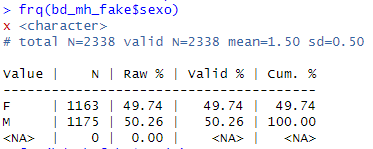 > frq(bd_mh_fake$sexo)
x <character>
# total N=2338 valid N=2338 mean=1.50 sd=0.50
Value | N | Raw % | Valid % | Cum. %
----------------------------------------
F | 1163 | 49.74 | 49.74 | 49.74
M | 1175 | 50.26 | 50.26 | 100.00
<NA> | 0 | 0.00 | <NA> | <NA>